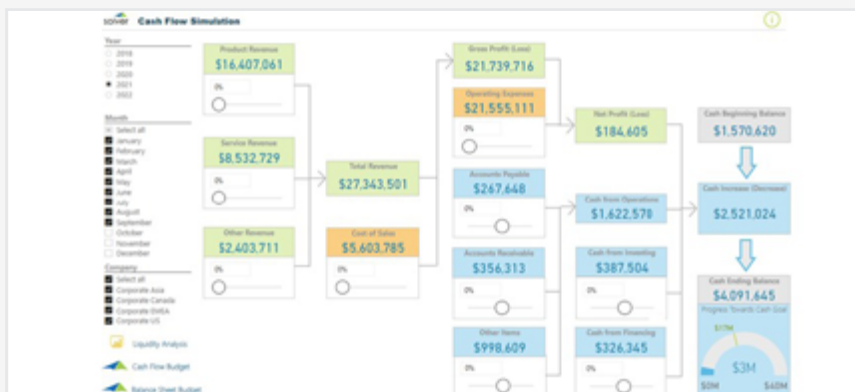 solver Cash Flow Simulation
Year
2018
2019
2020
2021
2022
Month
Select all
January
February
March
April
May
June
July
August
September
October
November
December
Company
Select all
Corporate Asia
Corporate Canada
Corporate EMEA
Corporate US
Liquidity Analysis
Cash Flow Budget
Balance Sheet Budget
Product Revenue
$16,407,061
0%
Service Revenue
$8,532,729
0%
Other Revenue
$2,403,711
0%
Total Revenue
$27,343,501
Cost of Sales
$5,603,785
0%
Gross Profit (Loss)
$21,739,716
Operating Expenses
$21,555,111
0%
Accounts Payable
$267,648
0%
Accounts Receivable
$356,313
0%
Other Items
$998,609
0%
Net Profit (Loss)
$184,605
Cash from Operations
$1,622,570
Cash from Investing
$387,504
0%
Cash from Financing
$326,345
0%
Cash Beginning Balance
$1,570,620
Cash Increase (Decrease)
$2,521,024
Cash Ending Balance
$4,091,645
Progress Towards Cash Goal
$17M
$3M
$0M
$40M